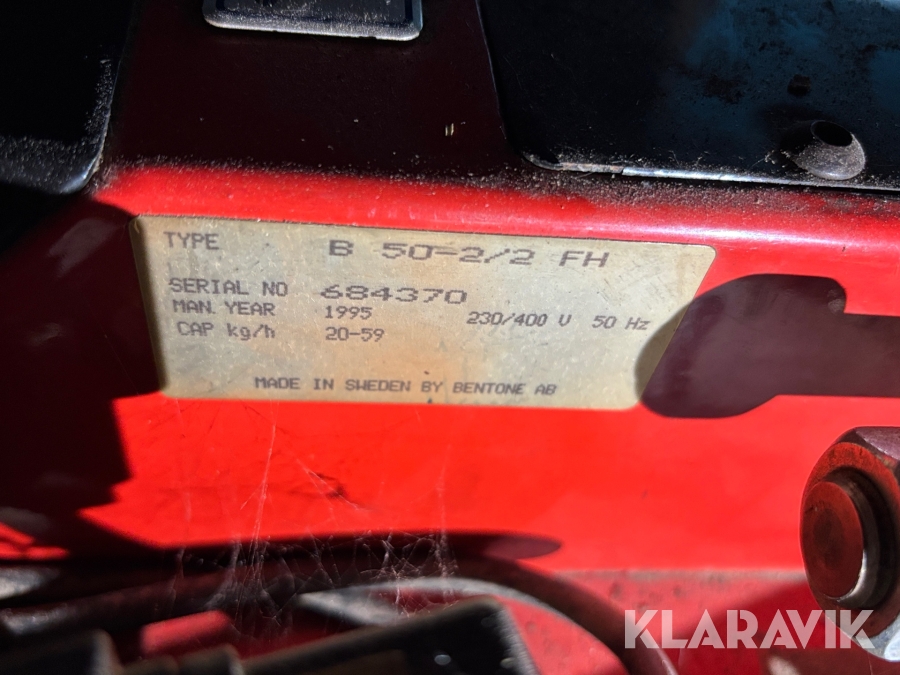 TYPE B 50-2/2 FH
SERIAL NO 684370
MAN. YEAR 1995 230/400 V 50 Hz
CAP kg/h 20-59
MADE IN SWEDEN BY BENTONE AB
KLARAVIK